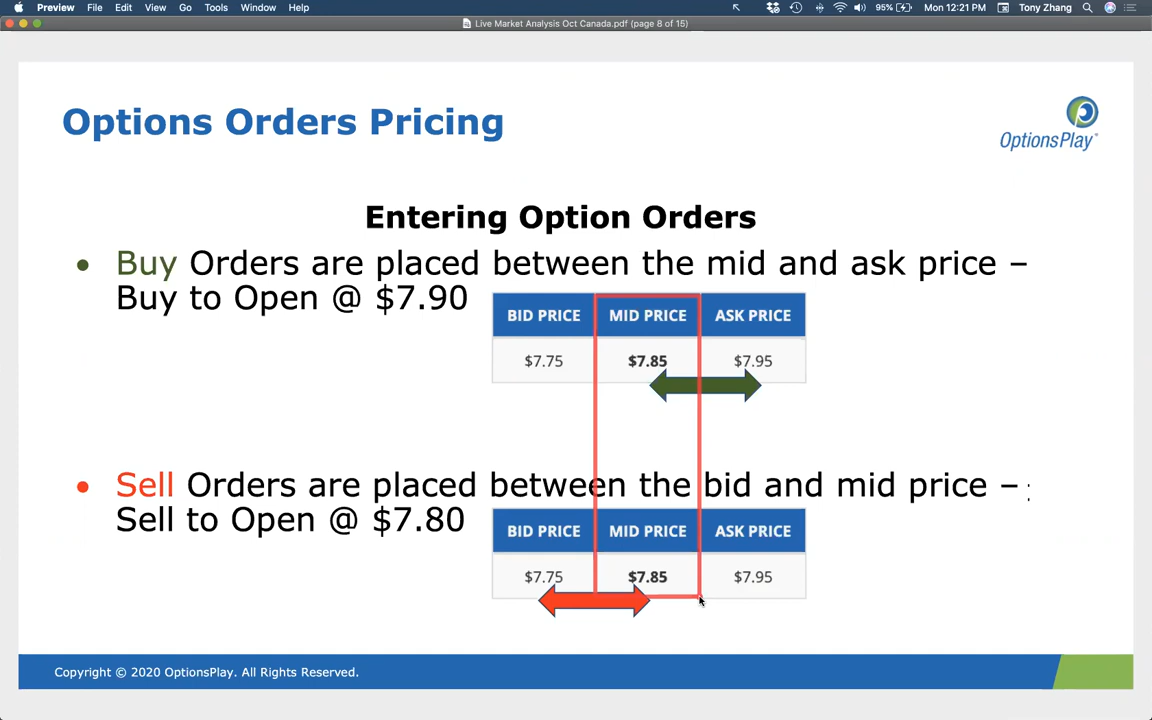 Preview File Edit View Go Tools Window Help 95% Mon 12:21 PM Tony Zhang
Live Market Analysis Oct Canada.pdf (page 8 of 15)
Options Orders Pricing
OptionsPlay
Entering Option Orders
• Buy Orders are placed between the mid and ask price –
Buy to Open @ $7.90
BID PRICE MID PRICE ASK PRICE
$7.75 $7.85 $7.95
• Sell Orders are placed between the bid and mid price –
Sell to Open @ $7.80
BID PRICE MID PRICE ASK PRICE
$7.75 $7.85 $7.95
Copyright © 2020 OptionsPlay. All Rights Reserved.